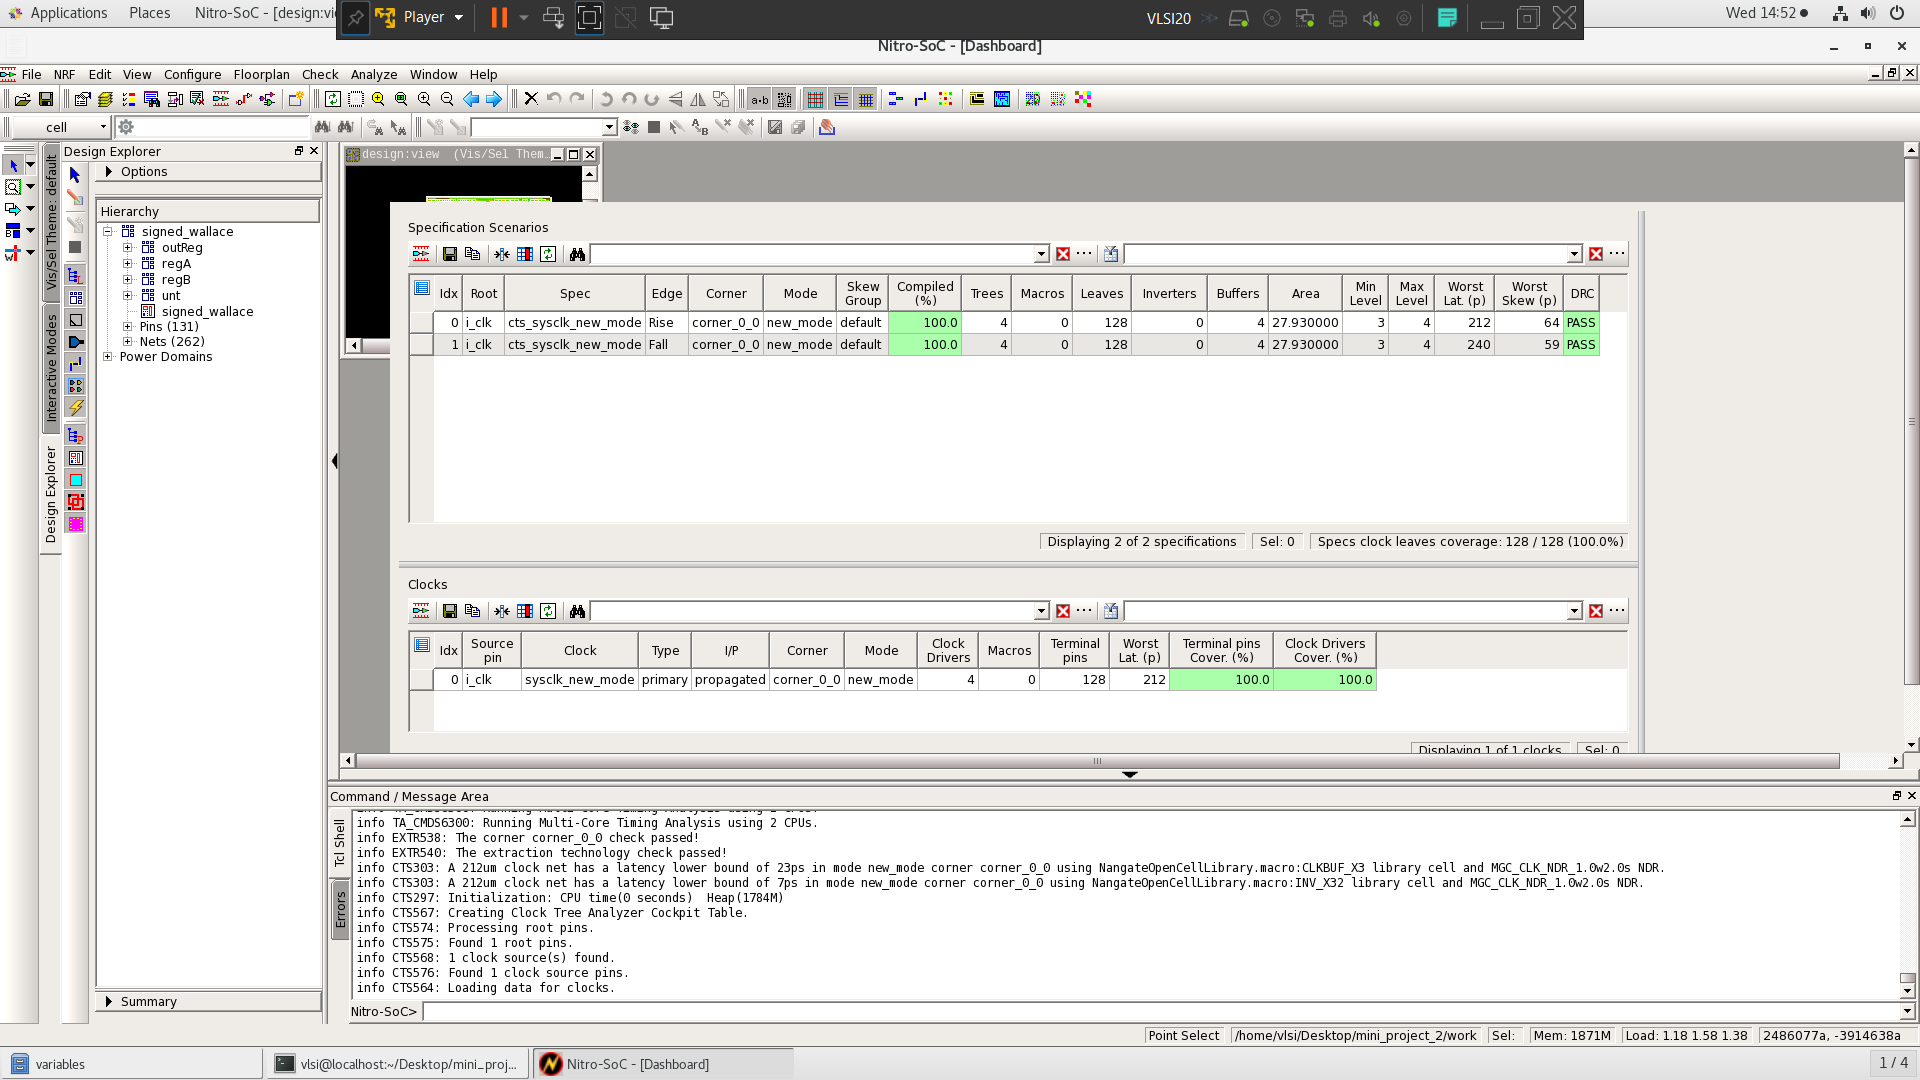 Applications Places Nitro-SoC - [design:vi
Player VLSI20
Wed 14:52
Nitro-SoC - [Dashboard]
File NRF Edit View Configure Floorplan Check Analyze Window Help
cell
Vis/Sel Theme: default
Interactive Modes
Design Explorer
Design Explorer
Options
Hierarchy
signed_wallace
outReg
regA
regB
unt
signed_wallace
Pins (131)
Nets (262)
Power Domains
Summary
design:view (Vis/Sel Them...
Specification Scenarios
Idx Root Spec Edge Corner Mode Skew Group Compiled (%) Trees Macros Leaves Inverters Buffers Area Min Level Max Level Worst Lat. (p) Worst Skew (p) DRC
0 i_clk cts_sysclk_new_mode Rise corner_0_0 new_mode default 100.0 4 0 128 0 4 27.930000 3 4 212 64 PASS
1 i_clk cts_sysclk_new_mode Fall corner_0_0 new_mode default 100.0 4 0 128 0 4 27.930000 3 4 240 59 PASS
Displaying 2 of 2 specifications Sel: 0 Specs clock leaves coverage: 128 / 128 (100.0%)
Clocks
Idx Source pin Clock Type I/P Corner Mode Clock Drivers Macros Terminal pins Worst Lat. (p) Terminal pins Cover. (%) Clock Drivers Cover. (%)
0 i_clk sysclk_new_mode primary propagated corner_0_0 new_mode 4 0 128 212 100.0 100.0
Displaying 1 of 1 clocks Sel: 0
Command / Message Area
Tcl Shell
Errors
info TA_CMDS6300: Running Multi-Core Timing Analysis using 2 CPUs.
info EXTR538: The corner corner_0_0 check passed!
info EXTR540: The extraction technology check passed!
info CTS303: A 212um clock net has a latency lower bound of 23ps in mode new_mode corner corner_0_0 using NangateOpenCellLibrary.macro:CLKBUF_X3 library cell and MGC_CLK_NDR_1.0w2.0s NDR.
info CTS303: A 212um clock net has a latency lower bound of 7ps in mode new_mode corner corner_0_0 using NangateOpenCellLibrary.macro:INV_X32 library cell and MGC_CLK_NDR_1.0w2.0s NDR.
info CTS297: Initialization: CPU time(0 seconds) Heap(1784M)
info CTS567: Creating Clock Tree Analyzer Cockpit Table.
info CTS574: Processing root pins.
info CTS575: Found 1 root pins.
info CTS568: 1 clock source(s) found.
info CTS576: Found 1 clock source pins.
info CTS564: Loading data for clocks.
Nitro-SoC>
Point Select /home/vlsi/Desktop/mini_project_2/work Sel: Mem: 1871M Load: 1.18 1.58 1.38 2486077a, -3914638a
variables vlsi@localhost:~/Desktop/mini_proj... Nitro-SoC - [Dashboard] 1 / 4